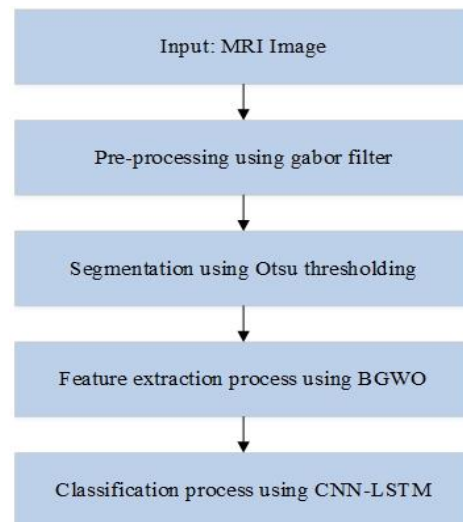 Input: MRI Image
Pre-processing using gabor filter
Segmentation using Otsu thresholding
Feature extraction process using BGWO
Classification process using CNN-LSTM